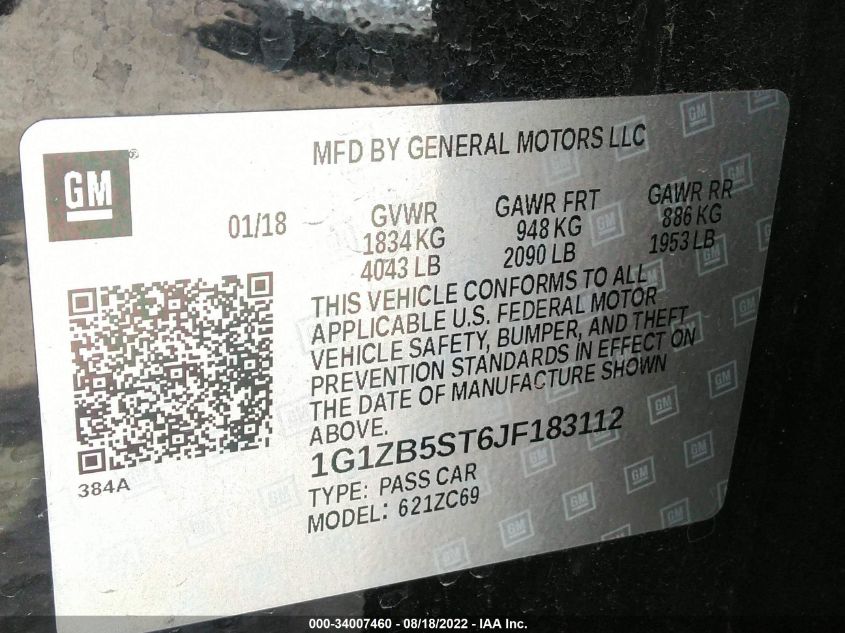 MFD BY GENERAL MOTORS LLC
GM
®
01/18
GVWR
1834 KG
4043 LB
GAWR FRT
948 KG
2090 LB
GAWR RR
886 KG
1953 LB
THIS VEHICLE CONFORMS TO ALL
APPLICABLE U.S. FEDERAL MOTOR
VEHICLE SAFETY, BUMPER, AND THEFT
PREVENTION STANDARDS IN EFFECT ON
THE DATE OF MANUFACTURE SHOWN
ABOVE.
1G1ZB5ST6JF183112
384A
TYPE: PASS CAR
MODEL: 621ZC69
000-34007460 - 08/18/2022 - IAA Inc.